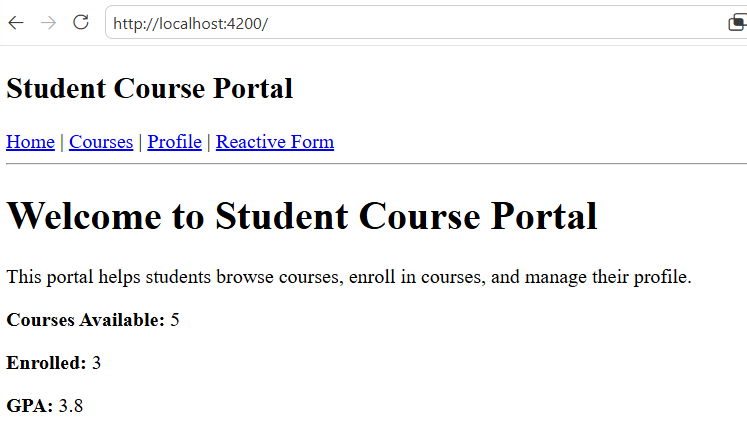 http://localhost:4200/
Student Course Portal
Home | Courses | Profile | Reactive Form
Welcome to Student Course Portal
This portal helps students browse courses, enroll in courses, and manage their profile.
Courses Available: 5
Enrolled: 3
GPA: 3.8